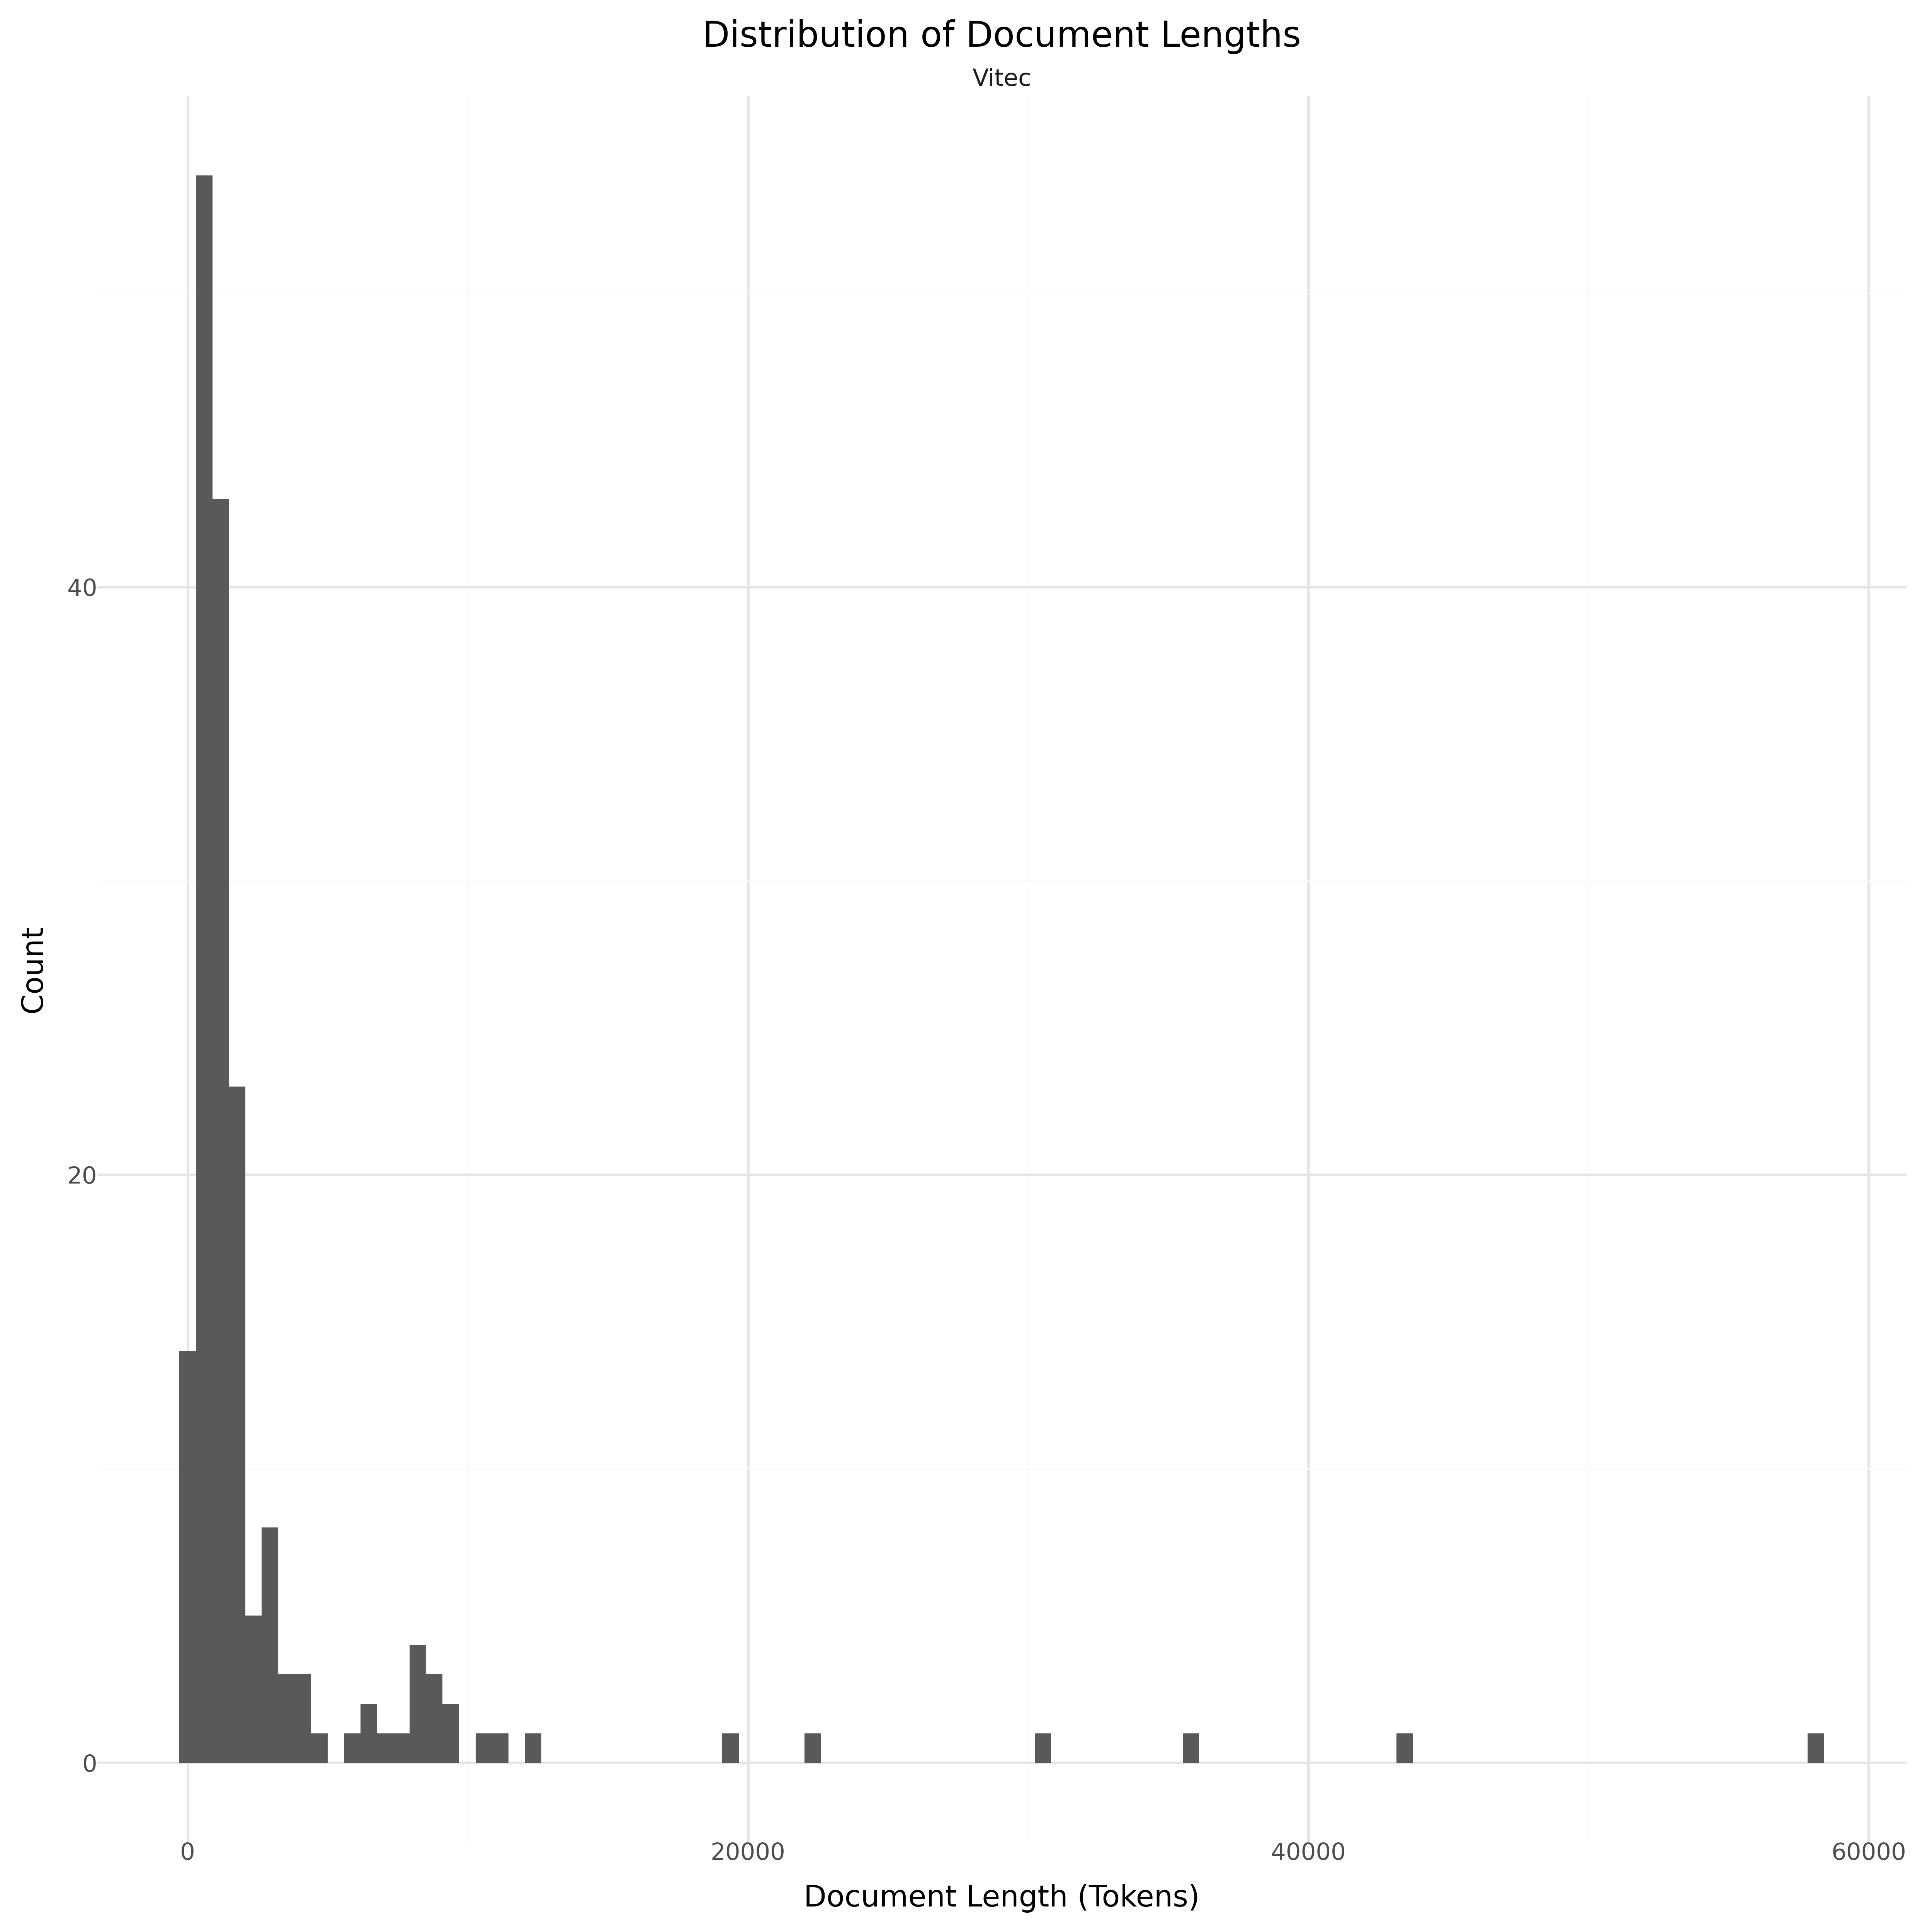 Distribution of Document Lengths
Vitec
Count
40
20
0
0 20000 40000 60000
Document Length (Tokens)